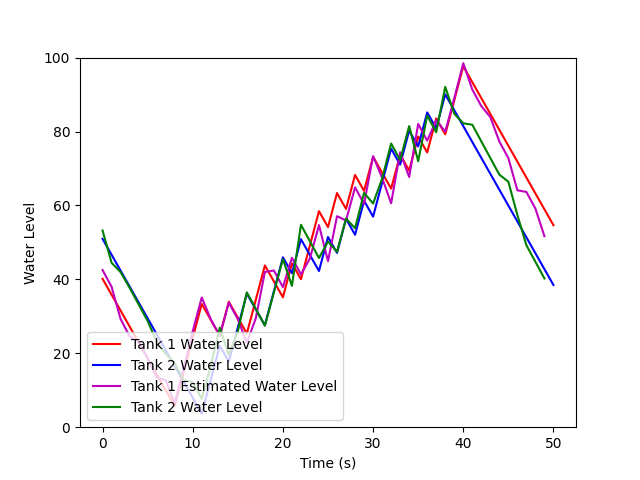 100
80
60
40
20
0
Water Level
Tank 1 Water Level
Tank 2 Water Level
Tank 1 Estimated Water Level
Tank 2 Water Level
0 10 20 30 40 50
Time (s)